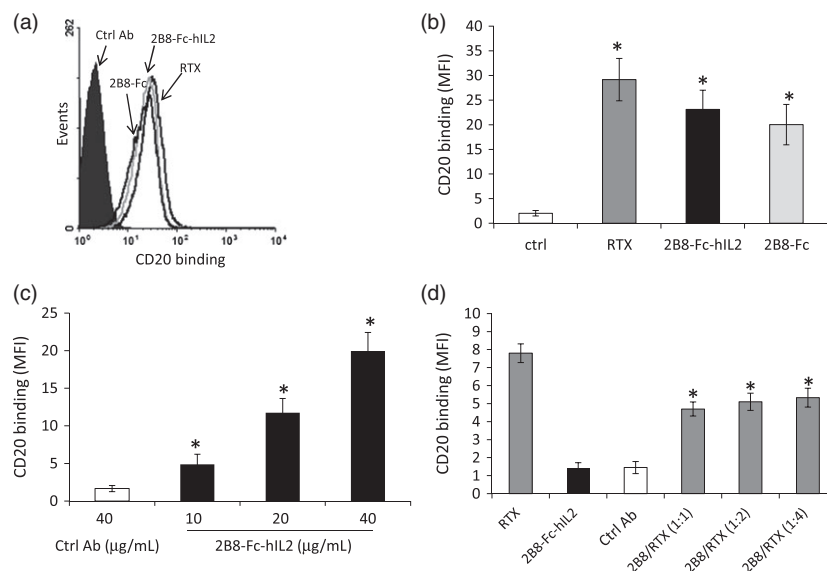 (a)
262
Ctrl Ab
2B8-Fc-hIL2
RTX
2B8-Fc
Events
0
10⁰ 10¹ 10² 10³ 10⁴
CD20 binding
(b)
CD20 binding (MFI)
40
35
30
25
20
15
10
5
0
* * *
ctrl RTX 2B8-Fc-hIL2 2B8-Fc
(c)
CD20 binding (MFI)
25
20
15
10
5
0
* * *
40 10 20 40
Ctrl Ab (μg/mL) 2B8-Fc-hIL2 (μg/mL)
(d)
CD20 binding (MFI)
10
9
8
7
6
5
4
3
2
1
0
* * *
RTX
2B8-Fc-hIL2
Ctrl Ab
2B8/RTX (1:1)
2B8/RTX (1:2)
2B8/RTX (1:4)